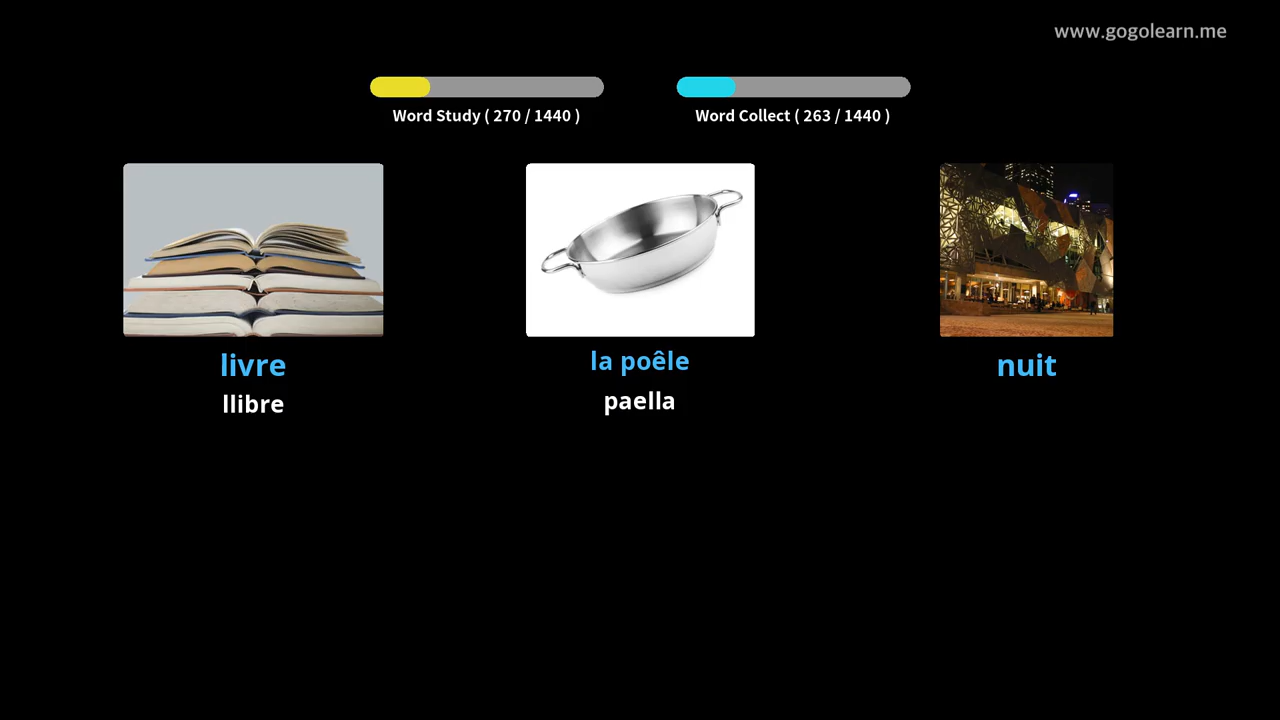 www.gogolearn.me
Word Study ( 270 / 1440 )
Word Collect ( 263 / 1440 )
livre
llibre
la poêle
paella
nuit